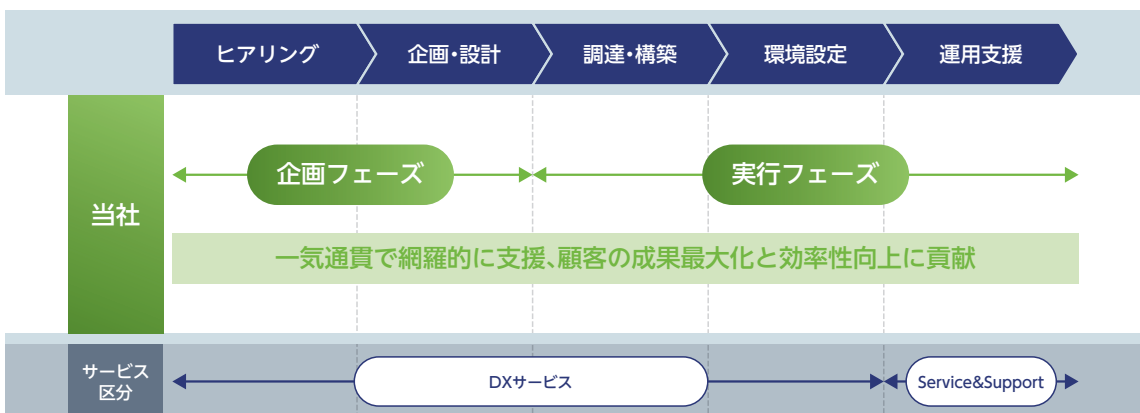 ヒアリング
企画・設計
調達・構築
環境設定
運用支援
当社
企画フェーズ
実行フェーズ
一気通貫で網羅的に支援、顧客の成果最大化と効率性向上に貢献
サービス
区分
DXサービス
Service&Support